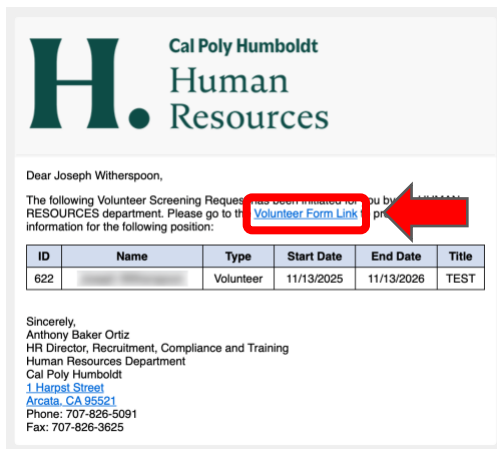 H.
Cal Poly Humboldt
Human
Resources
Dear Joseph Witherspoon,
The following Volunteer Screening Request has been initiated for you by
RESOURCES department. Please go to the Volunteer Form Link
information for the following position:
ID Name Type Start Date End Date Title
622 Volunteer 11/13/2025 11/13/2026 TEST
Sincerely,
Anthony Baker Ortiz
HR Director, Recruitment, Compliance and Training
Human Resources Department
Cal Poly Humboldt
1 Harpst Street
Arcata, CA 95521
Phone: 707-826-5091
Fax: 707-826-3625